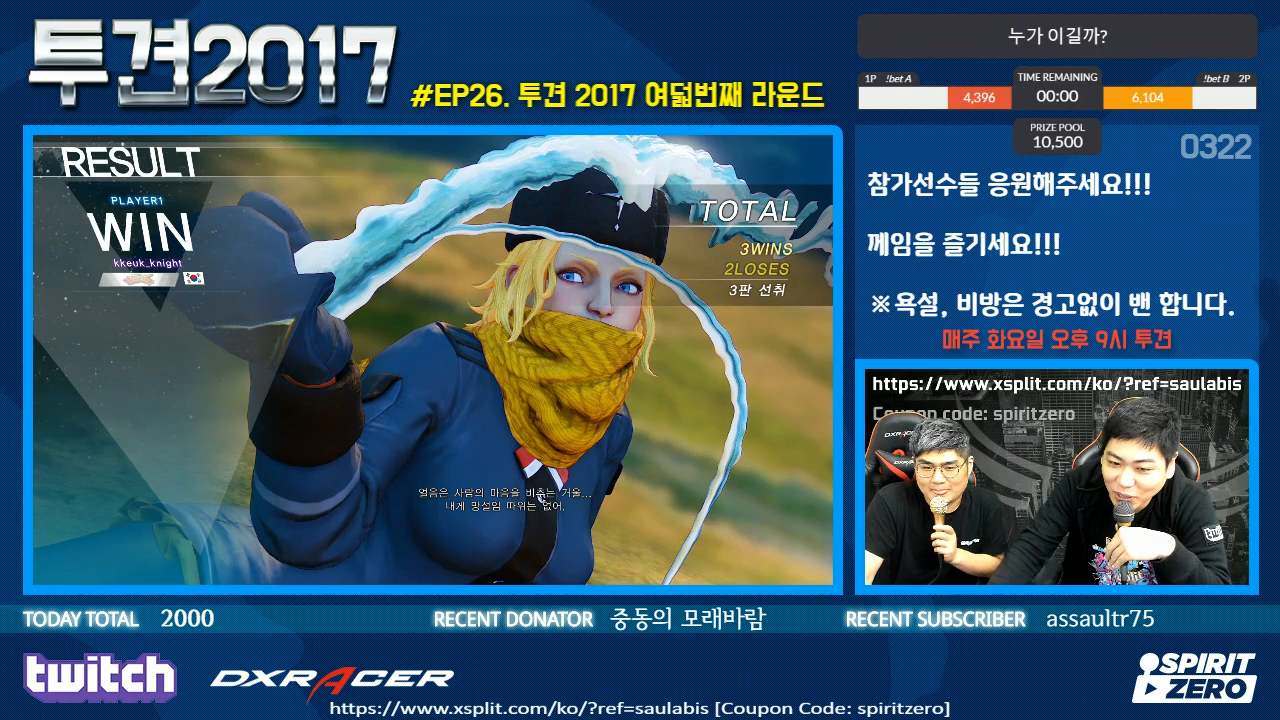 투견2017
#EP26. 투견 2017 여덟번째 라운드
누가 이길까?
1P !bet A
TIME REMAINING
!bet B 2P
4,396
00:00
6,104
PRIZE POOL
10,500
0322
참가선수들 응원해주세요!!!
께임을 즐기세요!!!
※욕설, 비방은 경고없이 밴 합니다.
매주 화요일 오후 9시 투견
RESULT
PLAYER1
WIN
kkeuk_knight
TOTAL
3WINS
2LOSES
3판 선취
얼음은 사람의 마음을 비추는 거울...
내게 망설임 따위는 없어.
https://www.xsplit.com/ko/?ref=saulabis
Coupon code: spiritzero
DXRACER
TODAY TOTAL 2000
RECENT DONATOR 중동의 모래바람
RECENT SUBSCRIBER assaultr75
twitch
DXRACER
https://www.xsplit.com/ko/?ref=saulabis [Coupon Code: spiritzero]
SPIRIT
ZERO